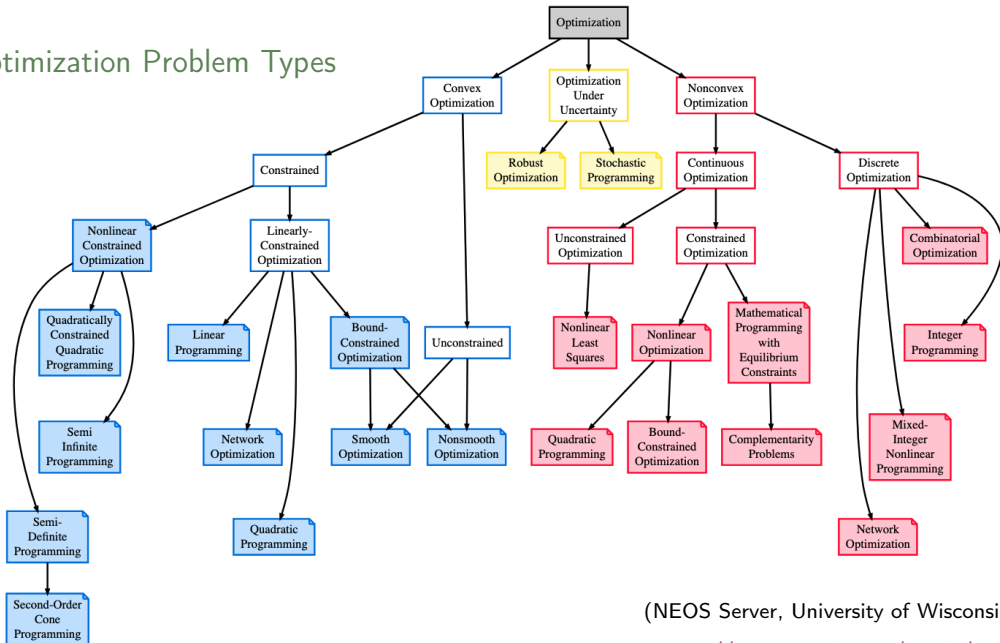 Optimization
timization Problem Types
Convex
Optimization
Optimization
Under
Uncertainty
Nonconvex
Optimization
Robust
Optimization
Stochastic
Programming
Constrained
Continuous
Optimization
Discrete
Optimization
Nonlinear
Constrained
Optimization
Linearly-
Constrained
Optimization
Unconstrained
Optimization
Constrained
Optimization
Combinatorial
Optimization
Quadratically
Constrained
Quadratic
Programming
Linear
Programming
Bound-
Constrained
Optimization
Unconstrained
Nonlinear
Least
Squares
Nonlinear
Optimization
Mathematical
Programming
with
Equilibrium
Constraints
Integer
Programming
Semi
Infinite
Programming
Network
Optimization
Smooth
Optimization
Nonsmooth
Optimization
Quadratic
Programming
Bound-
Constrained
Optimization
Complementarity
Problems
Mixed-
Integer
Nonlinear
Programming
Semi-
Definite
Programming
Quadratic
Programming
Network
Optimization
Second-Order
Cone
Programming
(NEOS Server, University of Wisconsi